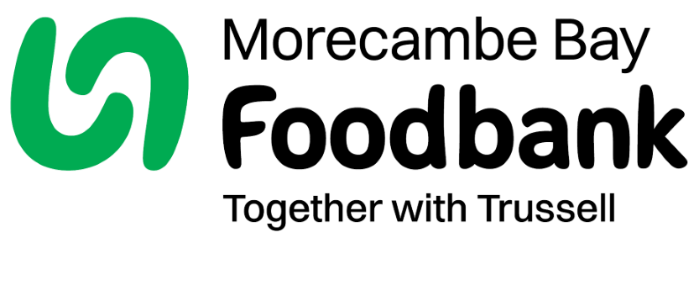 Morecambe Bay
Foodbank
Together with Trussell